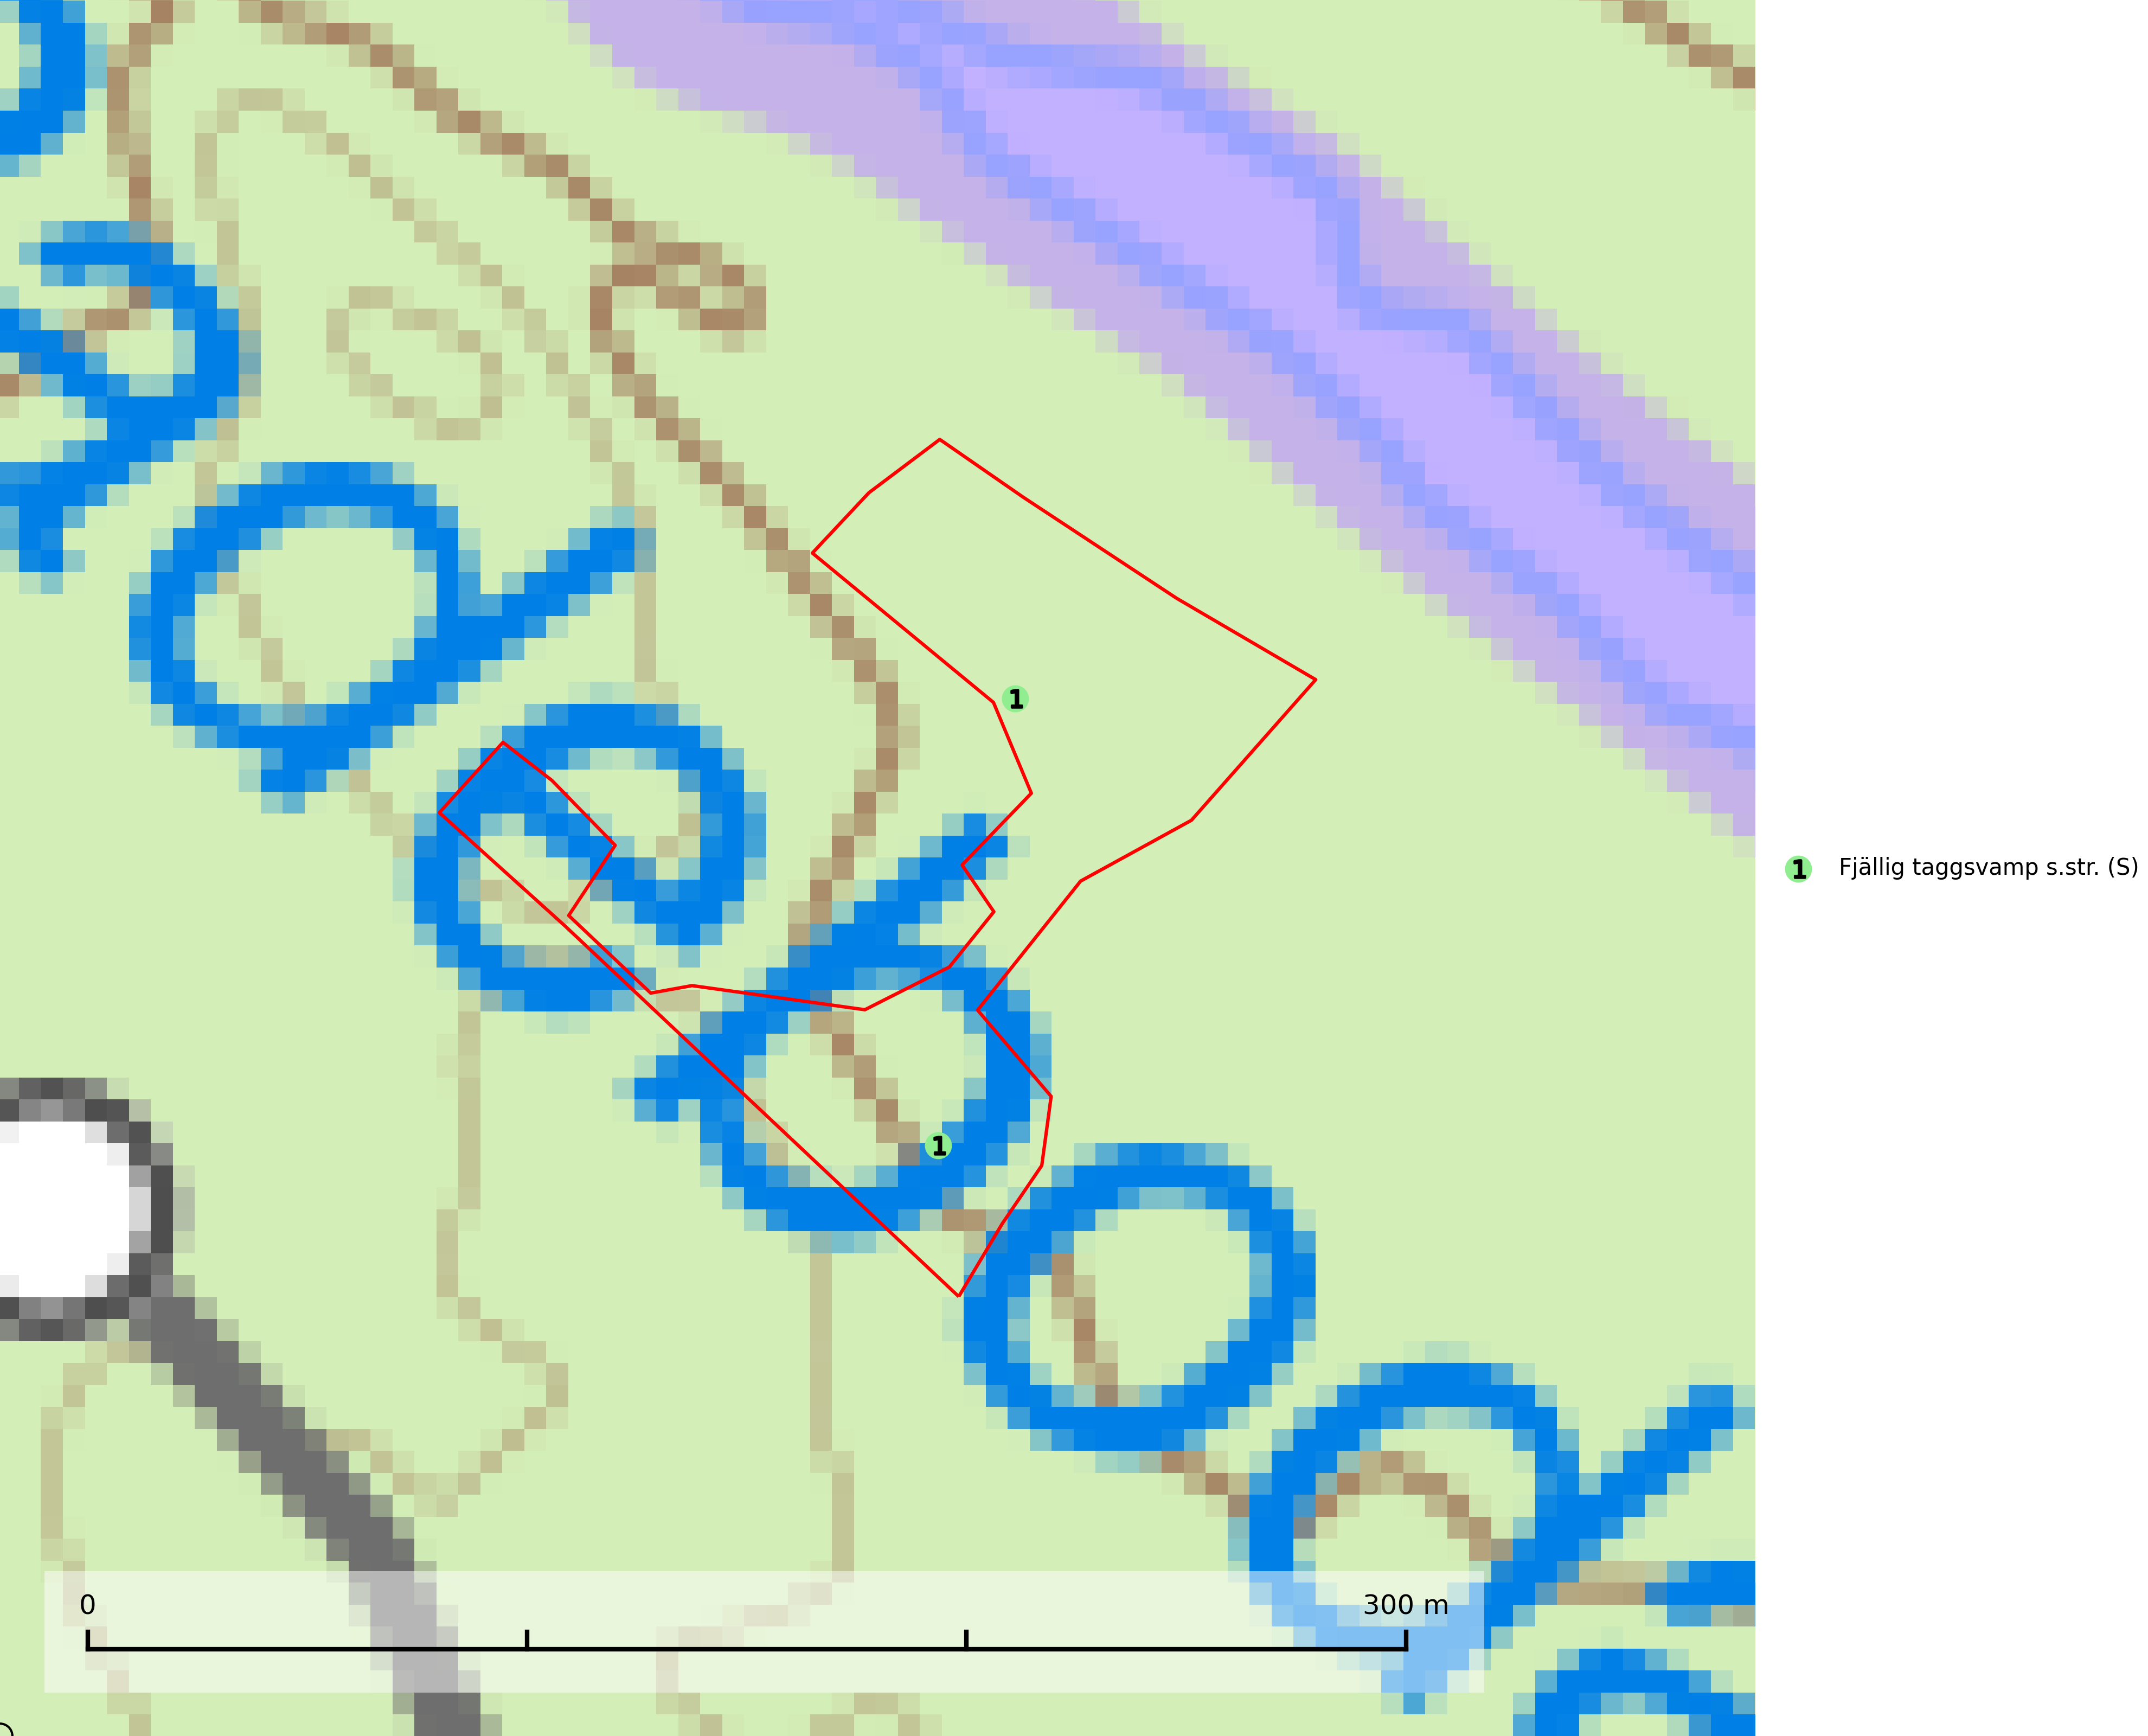 1
1
1 Fjällig taggsvamp s.str. (S)
0 300 m